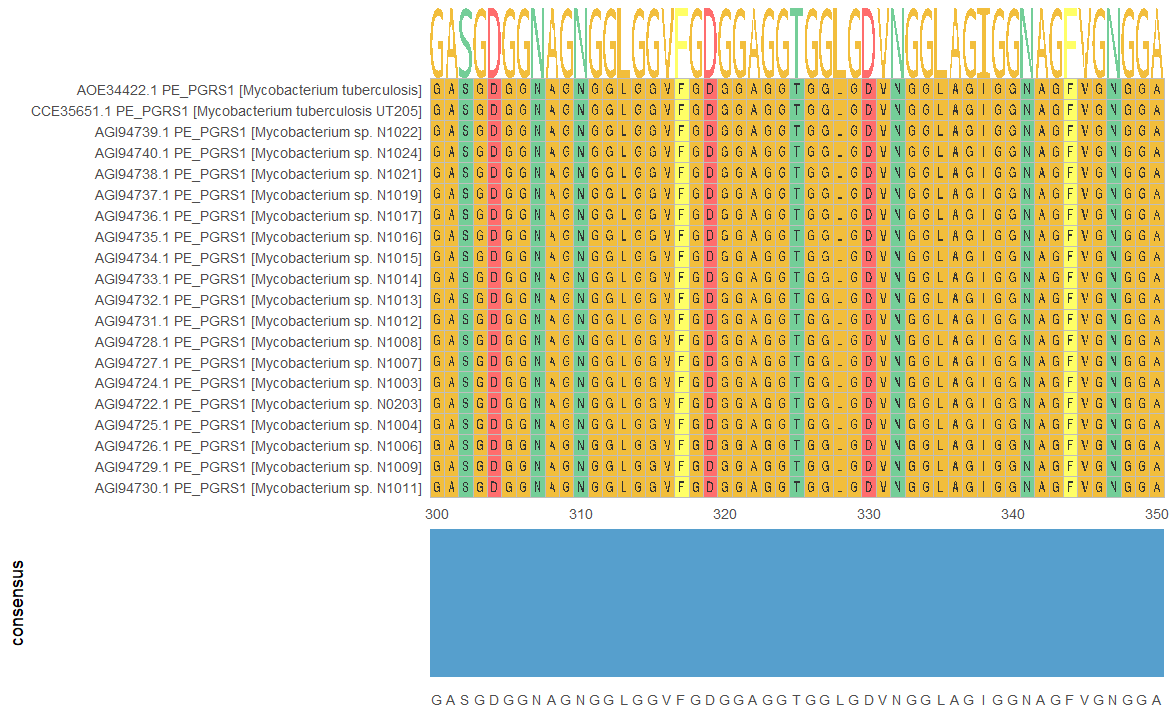 GASGDGGNAGNGGLGGVFGDGGAGGTGGLGDVNGGLAGIGGNAGFVGNGGA
AOE34422.1 PE_PGRS1 [Mycobacterium tuberculosis] G A S G D G G N A G N G G L G G V F G D G G A G G T G G L G D V N G G L A G I G G N A G F V G N G G A
CCE35651.1 PE_PGRS1 [Mycobacterium tuberculosis UT205] G A S G D G G N A G N G G L G G V F G D G G A G G T G G L G D V N G G L A G I G G N A G F V G N G G A
AGI94739.1 PE_PGRS1 [Mycobacterium sp. N1022] G A S G D G G N A G N G G L G G V F G D G G A G G T G G L G D V N G G L A G I G G N A G F V G N G G A
AGI94740.1 PE_PGRS1 [Mycobacterium sp. N1024] G A S G D G G N A G N G G L G G V F G D G G A G G T G G L G D V N G G L A G I G G N A G F V G N G G A
AGI94738.1 PE_PGRS1 [Mycobacterium sp. N1021] G A S G D G G N A G N G G L G G V F G D G G A G G T G G L G D V N G G L A G I G G N A G F V G N G G A
AGI94737.1 PE_PGRS1 [Mycobacterium sp. N1019] G A S G D G G N A G N G G L G G V F G D G G A G G T G G L G D V N G G L A G I G G N A G F V G N G G A
AGI94736.1 PE_PGRS1 [Mycobacterium sp. N1017] G A S G D G G N A G N G G L G G V F G D G G A G G T G G L G D V N G G L A G I G G N A G F V G N G G A
AGI94735.1 PE_PGRS1 [Mycobacterium sp. N1016] G A S G D G G N A G N G G L G G V F G D G G A G G T G G L G D V N G G L A G I G G N A G F V G N G G A
AGI94734.1 PE_PGRS1 [Mycobacterium sp. N1015] G A S G D G G N A G N G G L G G V F G D G G A G G T G G L G D V N G G L A G I G G N A G F V G N G G A
AGI94733.1 PE_PGRS1 [Mycobacterium sp. N1014] G A S G D G G N A G N G G L G G V F G D G G A G G T G G L G D V N G G L A G I G G N A G F V G N G G A
AGI94732.1 PE_PGRS1 [Mycobacterium sp. N1013] G A S G D G G N A G N G G L G G V F G D G G A G G T G G L G D V N G G L A G I G G N A G F V G N G G A
AGI94731.1 PE_PGRS1 [Mycobacterium sp. N1012] G A S G D G G N A G N G G L G G V F G D G G A G G T G G L G D V N G G L A G I G G N A G F V G N G G A
AGI94728.1 PE_PGRS1 [Mycobacterium sp. N1008] G A S G D G G N A G N G G L G G V F G D G G A G G T G G L G D V N G G L A G I G G N A G F V G N G G A
AGI94727.1 PE_PGRS1 [Mycobacterium sp. N1007] G A S G D G G N A G N G G L G G V F G D G G A G G T G G L G D V N G G L A G I G G N A G F V G N G G A
AGI94724.1 PE_PGRS1 [Mycobacterium sp. N1003] G A S G D G G N A G N G G L G G V F G D G G A G G T G G L G D V N G G L A G I G G N A G F V G N G G A
AGI94722.1 PE_PGRS1 [Mycobacterium sp. N0203] G A S G D G G N A G N G G L G G V F G D G G A G G T G G L G D V N G G L A G I G G N A G F V G N G G A
AGI94725.1 PE_PGRS1 [Mycobacterium sp. N1004] G A S G D G G N A G N G G L G G V F G D G G A G G T G G L G D V N G G L A G I G G N A G F V G N G G A
AGI94726.1 PE_PGRS1 [Mycobacterium sp. N1006] G A S G D G G N A G N G G L G G V F G D G G A G G T G G L G D V N G G L A G I G G N A G F V G N G G A
AGI94729.1 PE_PGRS1 [Mycobacterium sp. N1009] G A S G D G G N A G N G G L G G V F G D G G A G G T G G L G D V N G G L A G I G G N A G F V G N G G A
AGI94730.1 PE_PGRS1 [Mycobacterium sp. N1011] G A S G D G G N A G N G G L G G V F G D G G A G G T G G L G D V N G G L A G I G G N A G F V G N G G A
300 310 320 330 340 350
consensus
G A S G D G G N A G N G G L G G V F G D G G A G G T G G L G D V N G G L A G I G G N A G F V G N G G A